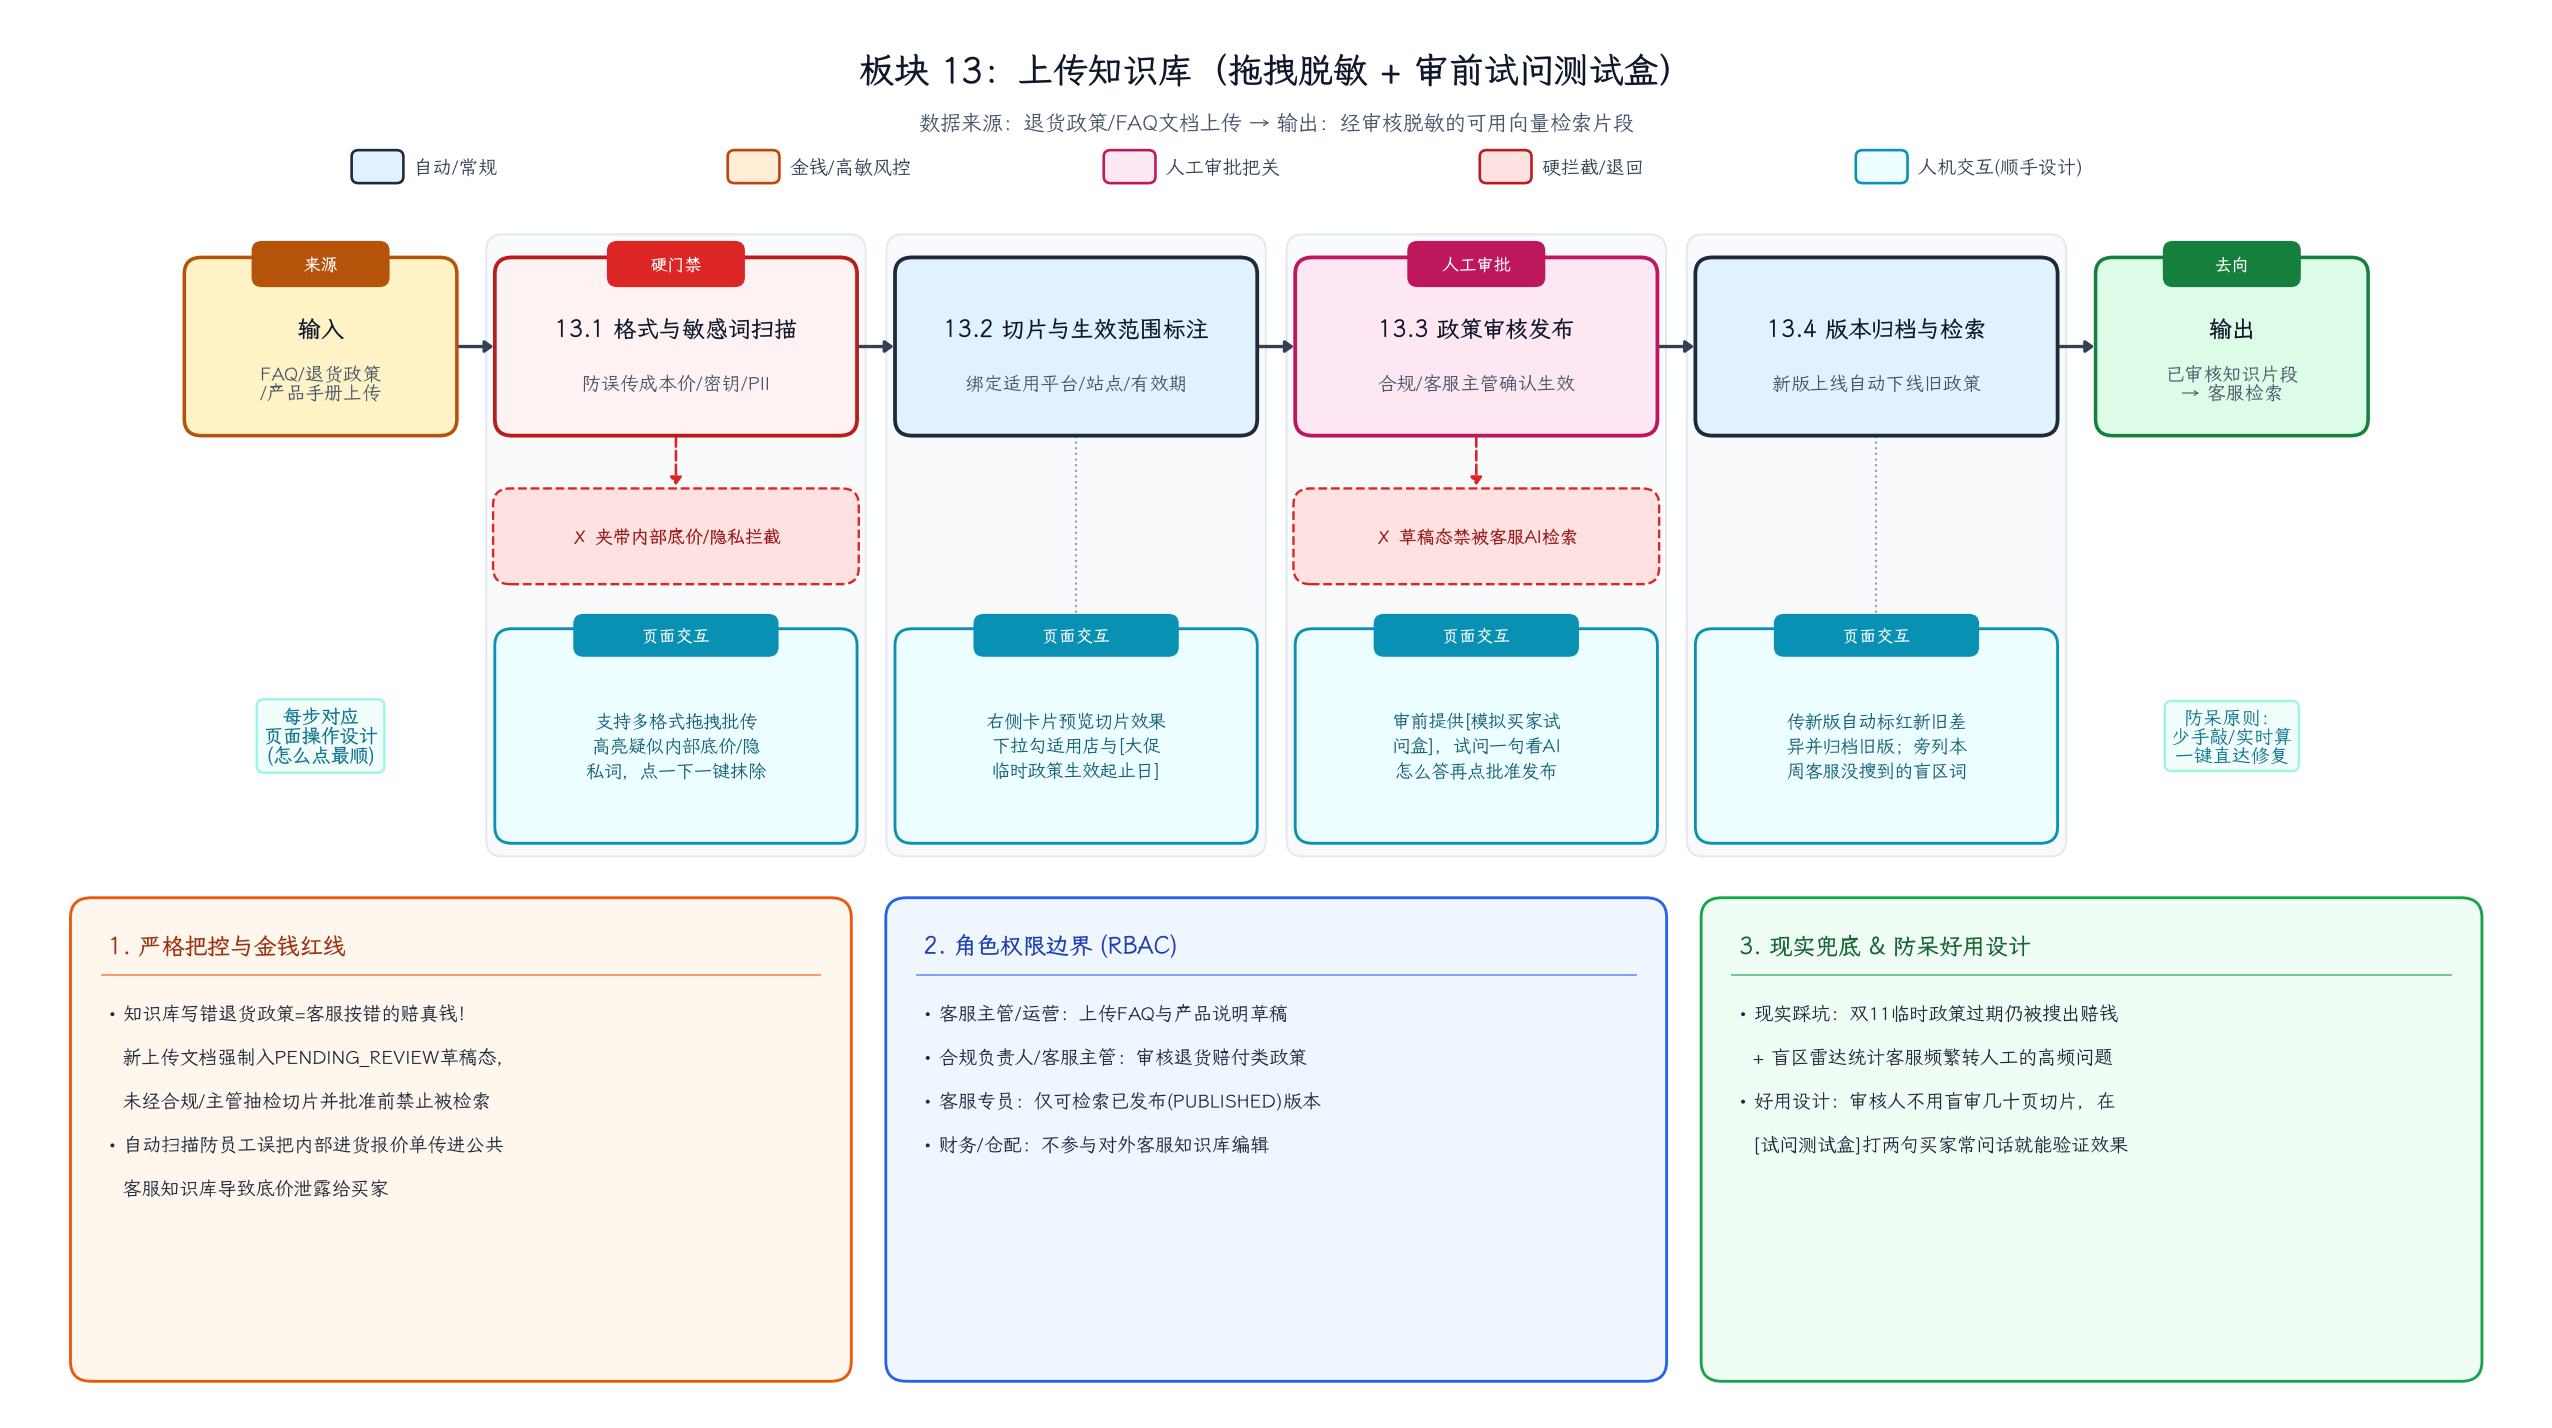 板块 13：上传知识库（拖拽脱敏 + 审前试问测试盒）
数据来源：退货政策/FAQ文档上传 → 输出：经审核脱敏的可用向量检索片段
自动/常规
金钱/高敏风控
人工审批把关
硬拦截/退回
人机交互(顺手设计)
来源
输入
FAQ/退货政策
/产品手册上传
硬门禁
13.1 格式与敏感词扫描
防误传成本价/密钥/PII
13.2 切片与生效范围标注
绑定适用平台/站点/有效期
人工审批
13.3 政策审核发布
合规/客服主管确认生效
13.4 版本归档与检索
新版上线自动下线旧政策
去向
输出
已审核知识片段
→ 客服检索
X 夹带内部底价/隐私拦截
X 草稿态禁被客服AI检索
每步对应
页面操作设计
(怎么点最顺)
页面交互
支持多格式拖拽批传
高亮疑似内部底价/隐
私词，点一下一键抹除
页面交互
右侧卡片预览切片效果
下拉勾适用店与[大促
临时政策生效起止日]
页面交互
审前提供[模拟买家试
问盒]，试问一句看AI
怎么答再点批准发布
页面交互
传新版自动标红新旧差
异并归档旧版；旁列本
周客服没搜到的盲区词
防呆原则：
少手敲/实时算
一键直达修复
1. 严格把控与金钱红线
• 知识库写错退货政策=客服按错的赔真钱！
新上传文档强制入PENDING_REVIEW草稿态，
未经合规/主管抽检切片并批准前禁止被检索
• 自动扫描防员工误把内部进货报价单传进公共
客服知识库导致底价泄露给买家
2. 角色权限边界 (RBAC)
• 客服主管/运营：上传FAQ与产品说明草稿
• 合规负责人/客服主管：审核退货赔付类政策
• 客服专员：仅可检索已发布(PUBLISHED)版本
• 财务/仓配：不参与对外客服知识库编辑
3. 现实兜底 & 防呆好用设计
• 现实踩坑：双11临时政策过期仍被搜出赔钱
+ 盲区雷达统计客服频繁转人工的高频问题
• 好用设计：审核人不用盲审几十页切片，在
[试问测试盒]打两句买家常问话就能验证效果